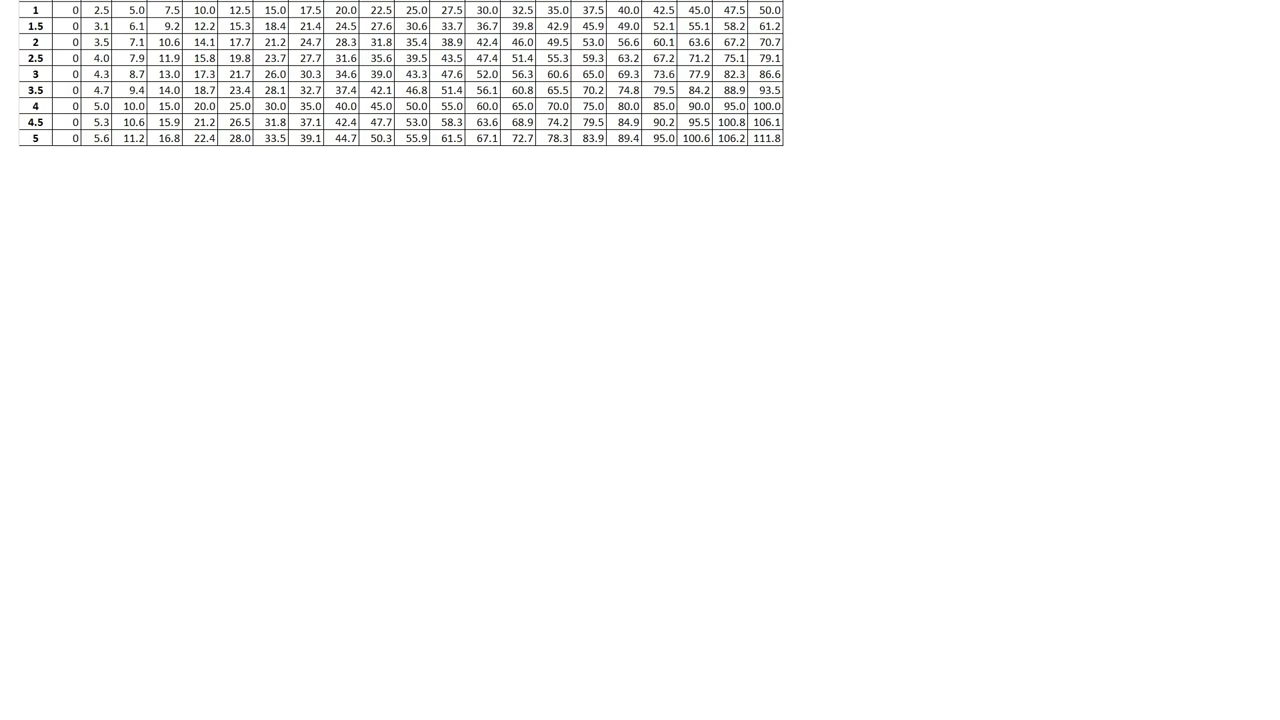 1 0 2.5 5.0 7.5 10.0 12.5 15.0 17.5 20.0 22.5 25.0 27.5 30.0 32.5 35.0 37.5 40.0 42.5 45.0 47.5 50.0
1.5 0 3.1 6.1 9.2 12.2 15.3 18.4 21.4 24.5 27.6 30.6 33.7 36.7 39.8 42.9 45.9 49.0 52.1 55.1 58.2 61.2
2 0 3.5 7.1 10.6 14.1 17.7 21.2 24.7 28.3 31.8 35.4 38.9 42.4 46.0 49.5 53.0 56.6 60.1 63.6 67.2 70.7
2.5 0 4.0 7.9 11.9 15.8 19.8 23.7 27.7 31.6 35.6 39.5 43.5 47.4 51.4 55.3 59.3 63.2 67.2 71.2 75.1 79.1
3 0 4.3 8.7 13.0 17.3 21.7 26.0 30.3 34.6 39.0 43.3 47.6 52.0 56.3 60.6 65.0 69.3 73.6 77.9 82.3 86.6
3.5 0 4.7 9.4 14.0 18.7 23.4 28.1 32.7 37.4 42.1 46.8 51.4 56.1 60.8 65.5 70.2 74.8 79.5 84.2 88.9 93.5
4 0 5.0 10.0 15.0 20.0 25.0 30.0 35.0 40.0 45.0 50.0 55.0 60.0 65.0 70.0 75.0 80.0 85.0 90.0 95.0 100.0
4.5 0 5.3 10.6 15.9 21.2 26.5 31.8 37.1 42.4 47.7 53.0 58.3 63.6 68.9 74.2 79.5 84.9 90.2 95.5 100.8 106.1
5 0 5.6 11.2 16.8 22.4 28.0 33.5 39.1 44.7 50.3 55.9 61.5 67.1 72.7 78.3 83.9 89.4 95.0 100.6 106.2 111.8